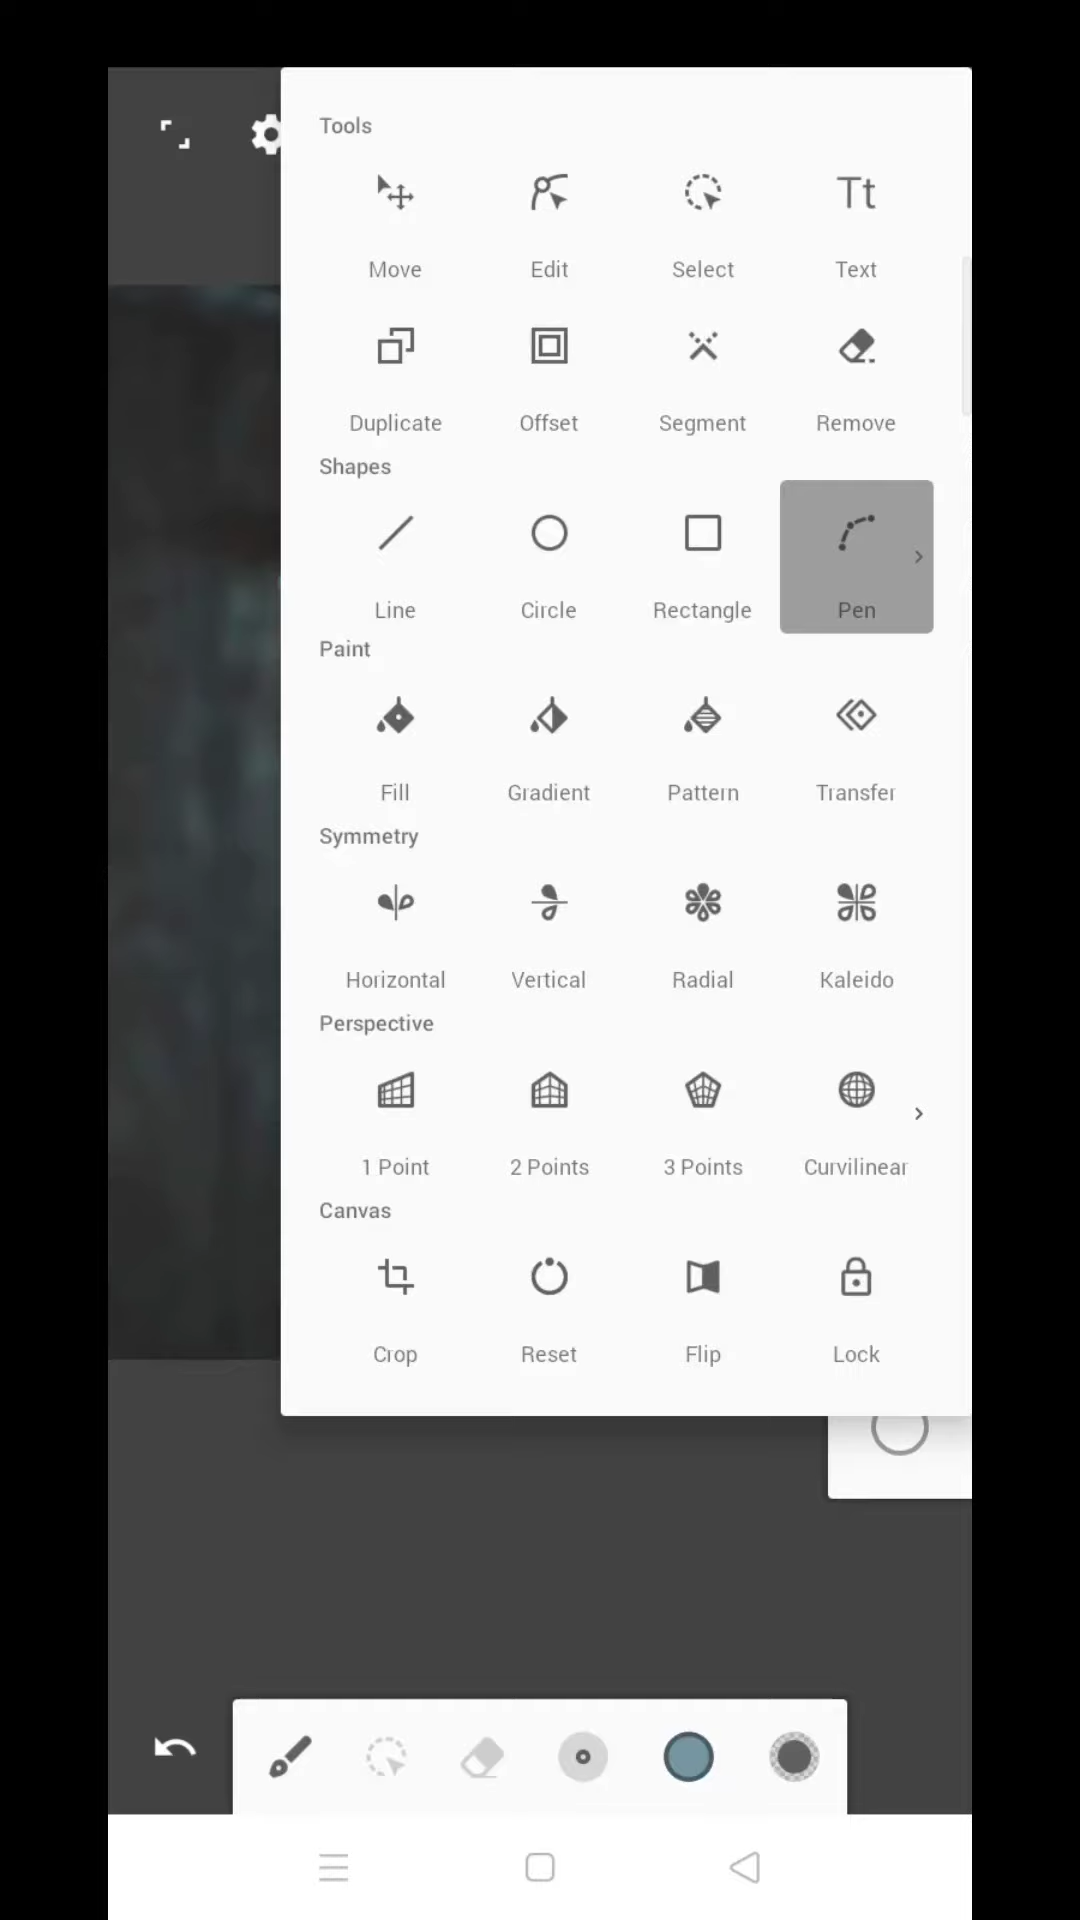 Tools
Move Edit Select Text
Duplicate Offset Segment Remove
Shapes
Line Circle Rectangle Pen
Paint
Fill Gradient Pattern Transfer
Symmetry
Horizontal Vertical Radial Kaleido
Perspective
1 Point 2 Points 3 Points Curvilinear
Canvas
Crop Reset Flip Lock